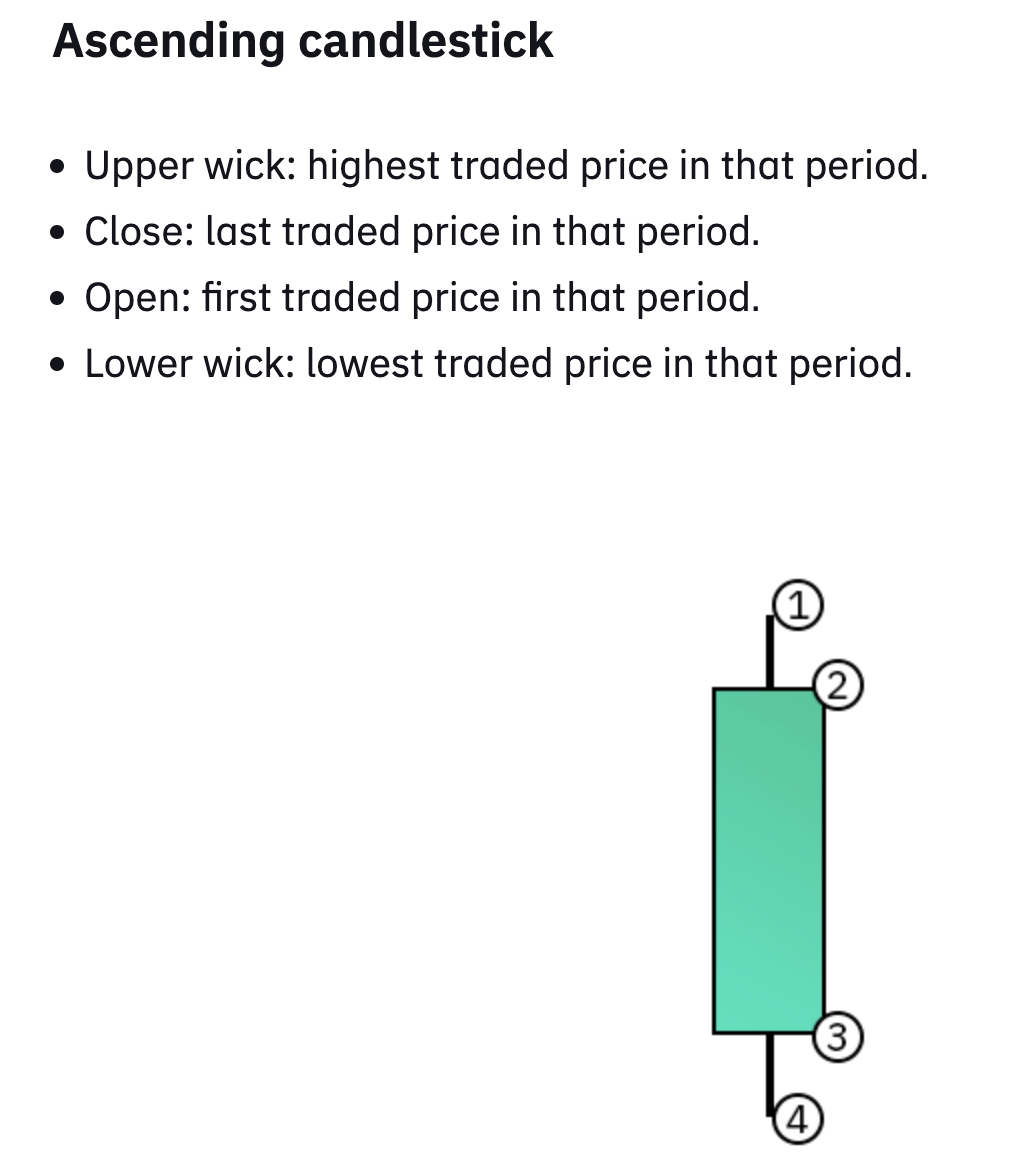 Ascending candlestick
• Upper wick: highest traded price in that period.
• Close: last traded price in that period.
• Open: first traded price in that period.
• Lower wick: lowest traded price in that period.
1
2
3
4